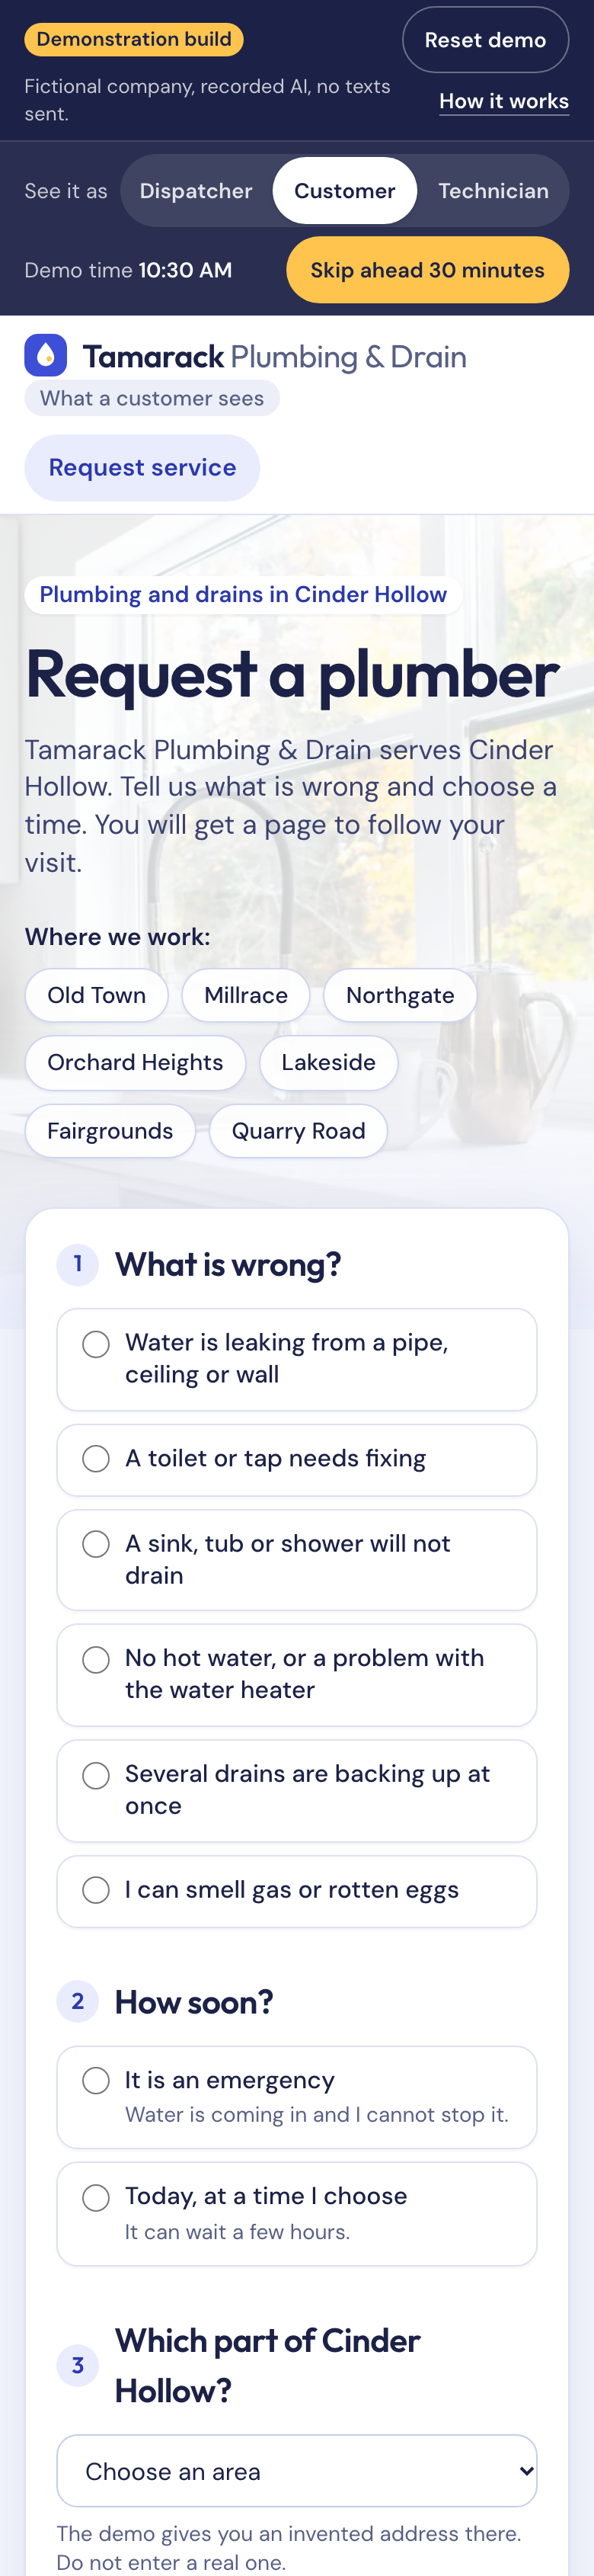 Demonstration build
Reset demo
Fictional company, recorded AI, no texts
sent.
How it works
See it as
Dispatcher
Customer
Technician
Demo time 10:30 AM
Skip ahead 30 minutes
Tamarack Plumbing & Drain
What a customer sees
Request service
Plumbing and drains in Cinder Hollow
Request a plumber
Tamarack Plumbing & Drain serves Cinder
Hollow. Tell us what is wrong and choose a
time. You will get a page to follow your
visit.
Where we work:
Old Town
Millrace
Northgate
Orchard Heights
Lakeside
Fairgrounds
Quarry Road
1 What is wrong?
Water is leaking from a pipe,
ceiling or wall
A toilet or tap needs fixing
A sink, tub or shower will not
drain
No hot water, or a problem with
the water heater
Several drains are backing up at
once
I can smell gas or rotten eggs
2 How soon?
It is an emergency
Water is coming in and I cannot stop it.
Today, at a time I choose
It can wait a few hours.
3 Which part of Cinder
Hollow?
Choose an area
The demo gives you an invented address there.
Do not enter a real one.